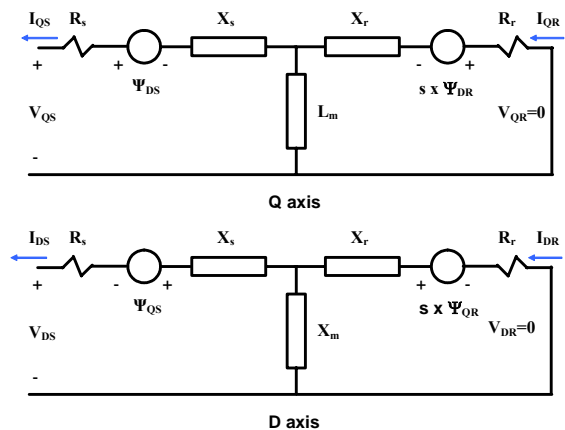 I_QS R_s X_s X_r R_r I_QR
+ + - - + +
Ψ_DS s x Ψ_DR
V_QS L_m V_QR=0
-
Q axis
I_DS R_s X_s X_r R_r I_DR
+ - + + -
Ψ_QS s x Ψ_QR
V_DS X_m V_DR=0
-
D axis